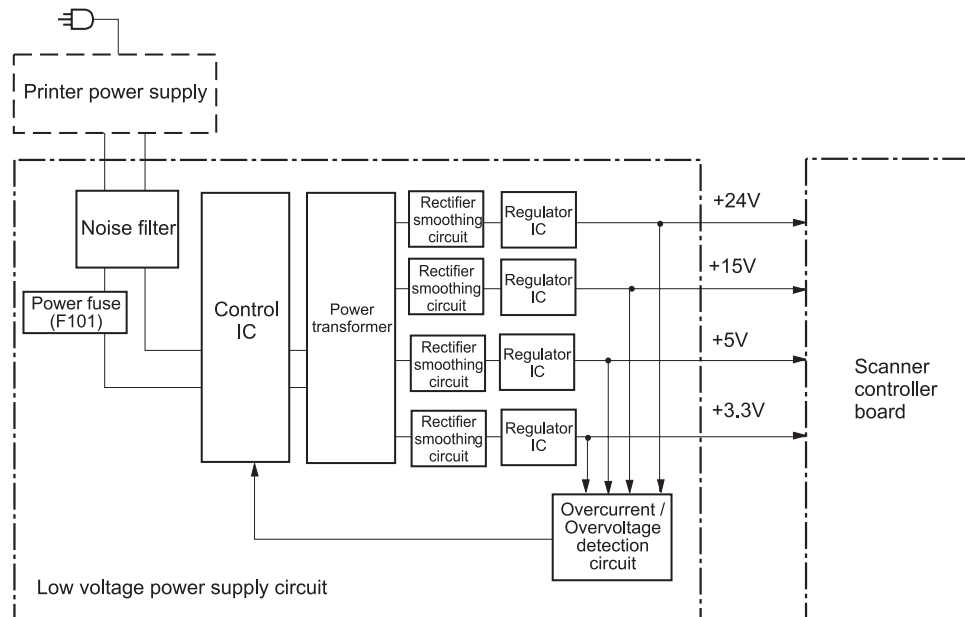 Printer power supply
Noise filter
Power fuse
(F101)
Control
IC
Power
transformer
Rectifier
smoothing
circuit
Regulator
IC
+24V
Rectifier
smoothing
circuit
Regulator
IC
+15V
Rectifier
smoothing
circuit
Regulator
IC
+5V
Rectifier
smoothing
circuit
Regulator
IC
+3.3V
Scanner
controller
board
Overcurrent /
Overvoltage
detection
circuit
Low voltage power supply circuit